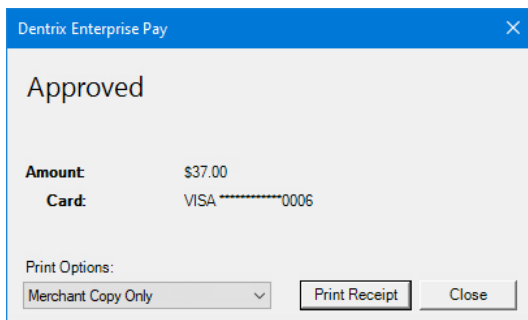 Dentrix Enterprise Pay
Approved
Amount: $37.00
Card: VISA ************0006
Print Options:
Merchant Copy Only
Print Receipt Close